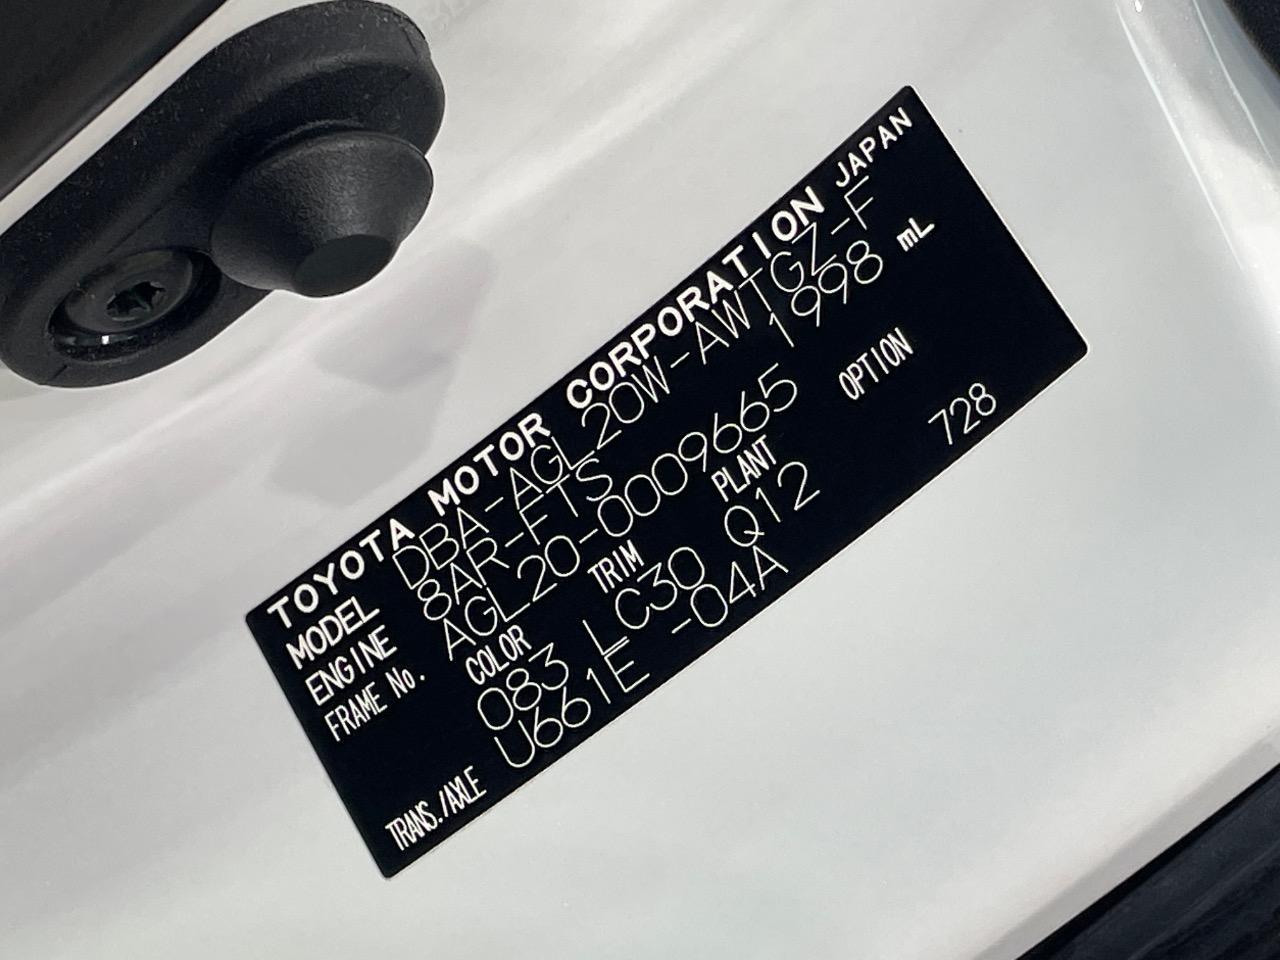 TOYOTA MOTOR CORPORATION JAPAN
MODEL DBA-AGL20W-AWTGZ-F
ENGINE 8AR-FTS 1998 mL
FRAME No. AGL20-0009665
COLOR TRIM PLANT OPTION
083 LC30 Q12 728
TRANS./AXLE U661E -04A